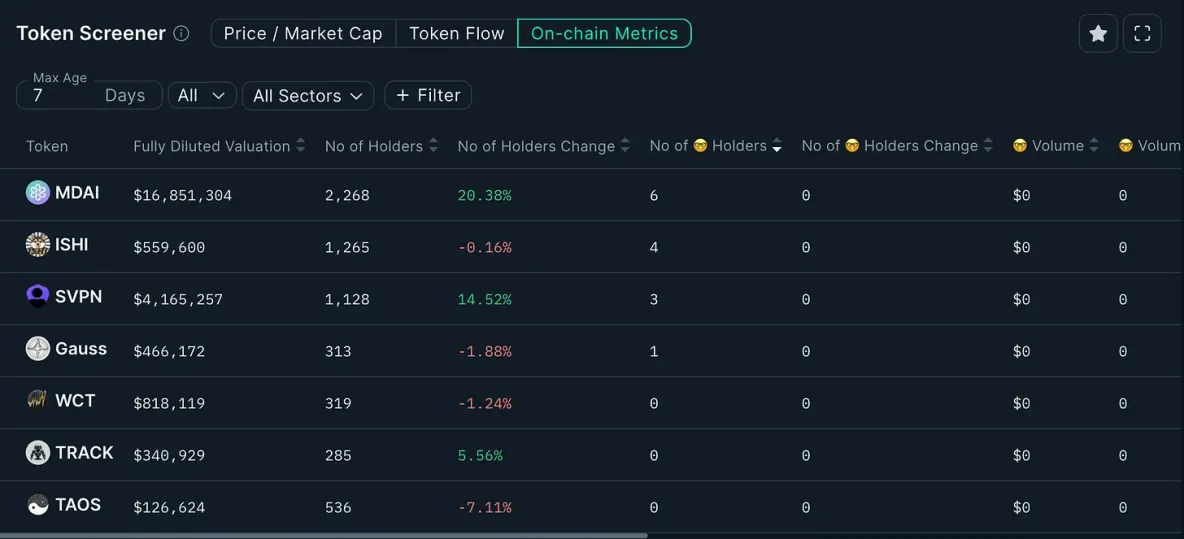 Token Screener Price / Market Cap Token Flow On-chain Metrics
Max Age
7 Days All All Sectors + Filter
Token Fully Diluted Valuation No of Holders No of Holders Change No of 🤓 Holders No of 🤓 Holders Change 🤓 Volume 🤓 Volum
MDAI $16,851,304 2,268 20.38% 6 0 $0 0
ISHI $559,600 1,265 -0.16% 4 0 $0 0
SVPN $4,165,257 1,128 14.52% 3 0 $0 0
Gauss $466,172 313 -1.88% 1 0 $0 0
WCT $818,119 319 -1.24% 0 0 $0 0
TRACK $340,929 285 5.56% 0 0 $0 0
TAOS $126,624 536 -7.11% 0 0 $0 0